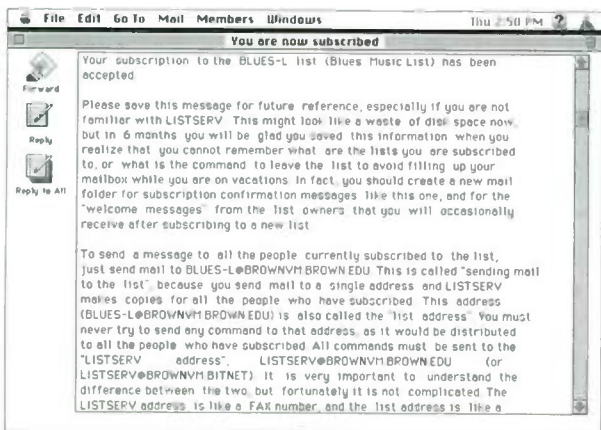 File Edit Go To Mail Members Windows Thu 2:50 PM
You are now subscribed
Forward
Reply
Reply to All
Your subscription to the BLUES-L list (Blues Music List) has been
accepted.
Please save this message for future reference, especially if you are not
familiar with LISTSERV. This might look like a waste of disk space now,
but in 6 months you will be glad you saved this information when you
realize that you cannot remember what are the lists you are subscribed
to, or what is the command to leave the list to avoid filling up your
mailbox while you are on vacations. In fact, you should create a new mail
folder for subscription confirmation messages like this one, and for the
"welcome messages" from the list owners that you will occasionally
receive after subscribing to a new list.
To send a message to all the people currently subscribed to the list,
just send mail to BLUES-L@BROWNVM.BROWN.EDU. This is called "sending mail
to the list", because you send mail to a single address and LISTSERV
makes copies for all the people who have subscribed. This address
(BLUES-L@BROWNVM.BROWN.EDU) is also called the "list address". You must
never try to send any command to that address, as it would be distributed
to all the people who have subscribed. All commands must be sent to the
"LISTSERV address", LISTSERV@BROWNVM.BROWN.EDU (or
LISTSERV@BROWNVM.BITNET). It is very important to understand the
difference between the two, but fortunately it is not complicated. The
LISTSERV address is like a FAX number, and the list address is like a